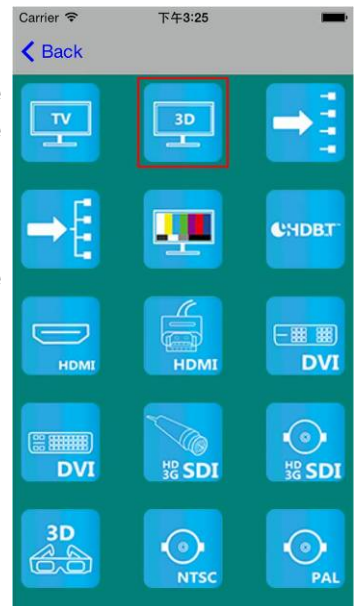 Carrier 下午3:25
Back
TV 3D
HDBT
HDMI HDMI DVI
DVI HD 3G SDI HD 3G SDI
3D NTSC PAL